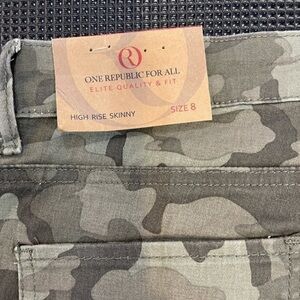 R
ONE REPUBLIC FOR ALL
ELITE QUALITY & FIT
HIGH RISE SKINNY
SIZE 8